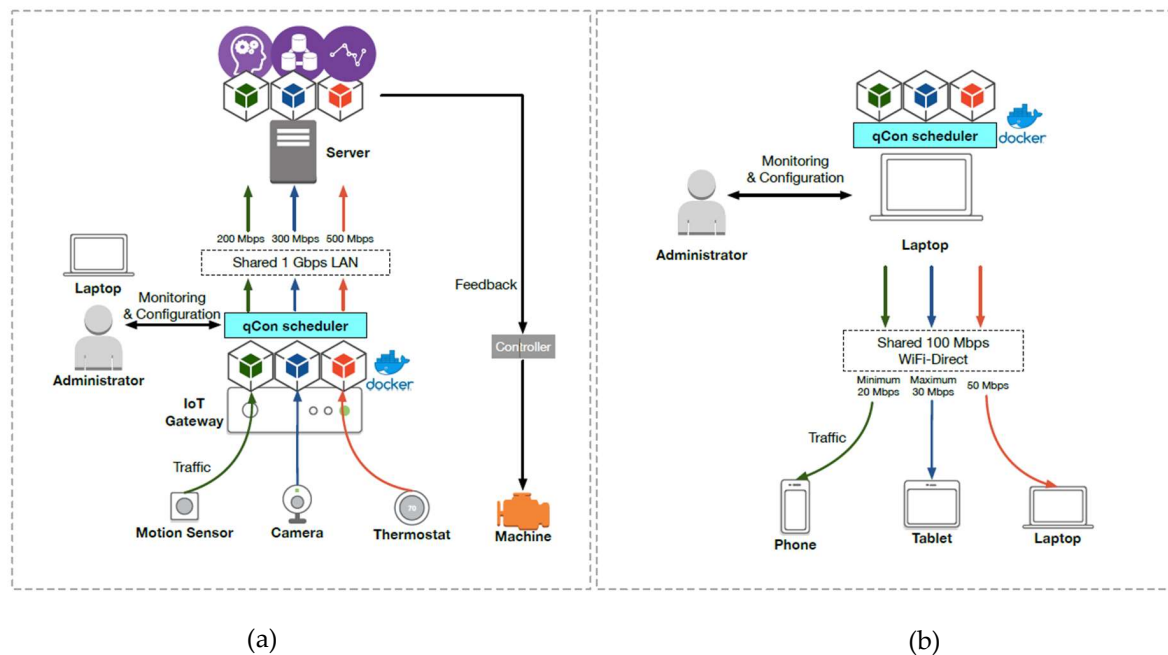 Server
200 Mbps 300 Mbps 500 Mbps
Shared 1 Gbps LAN
Laptop
Monitoring
& Configuration
qCon scheduler
Administrator
docker
IoT
Gateway
Traffic
70
Motion Sensor
Camera
Thermostat
Feedback
Controller
Machine
(a)
qCon scheduler
docker
Monitoring
& Configuration
Administrator
Laptop
Shared 100 Mbps
WiFi-Direct
Minimum
20 Mbps
Maximum
30 Mbps
50 Mbps
Traffic
Phone
Tablet
Laptop
(b)